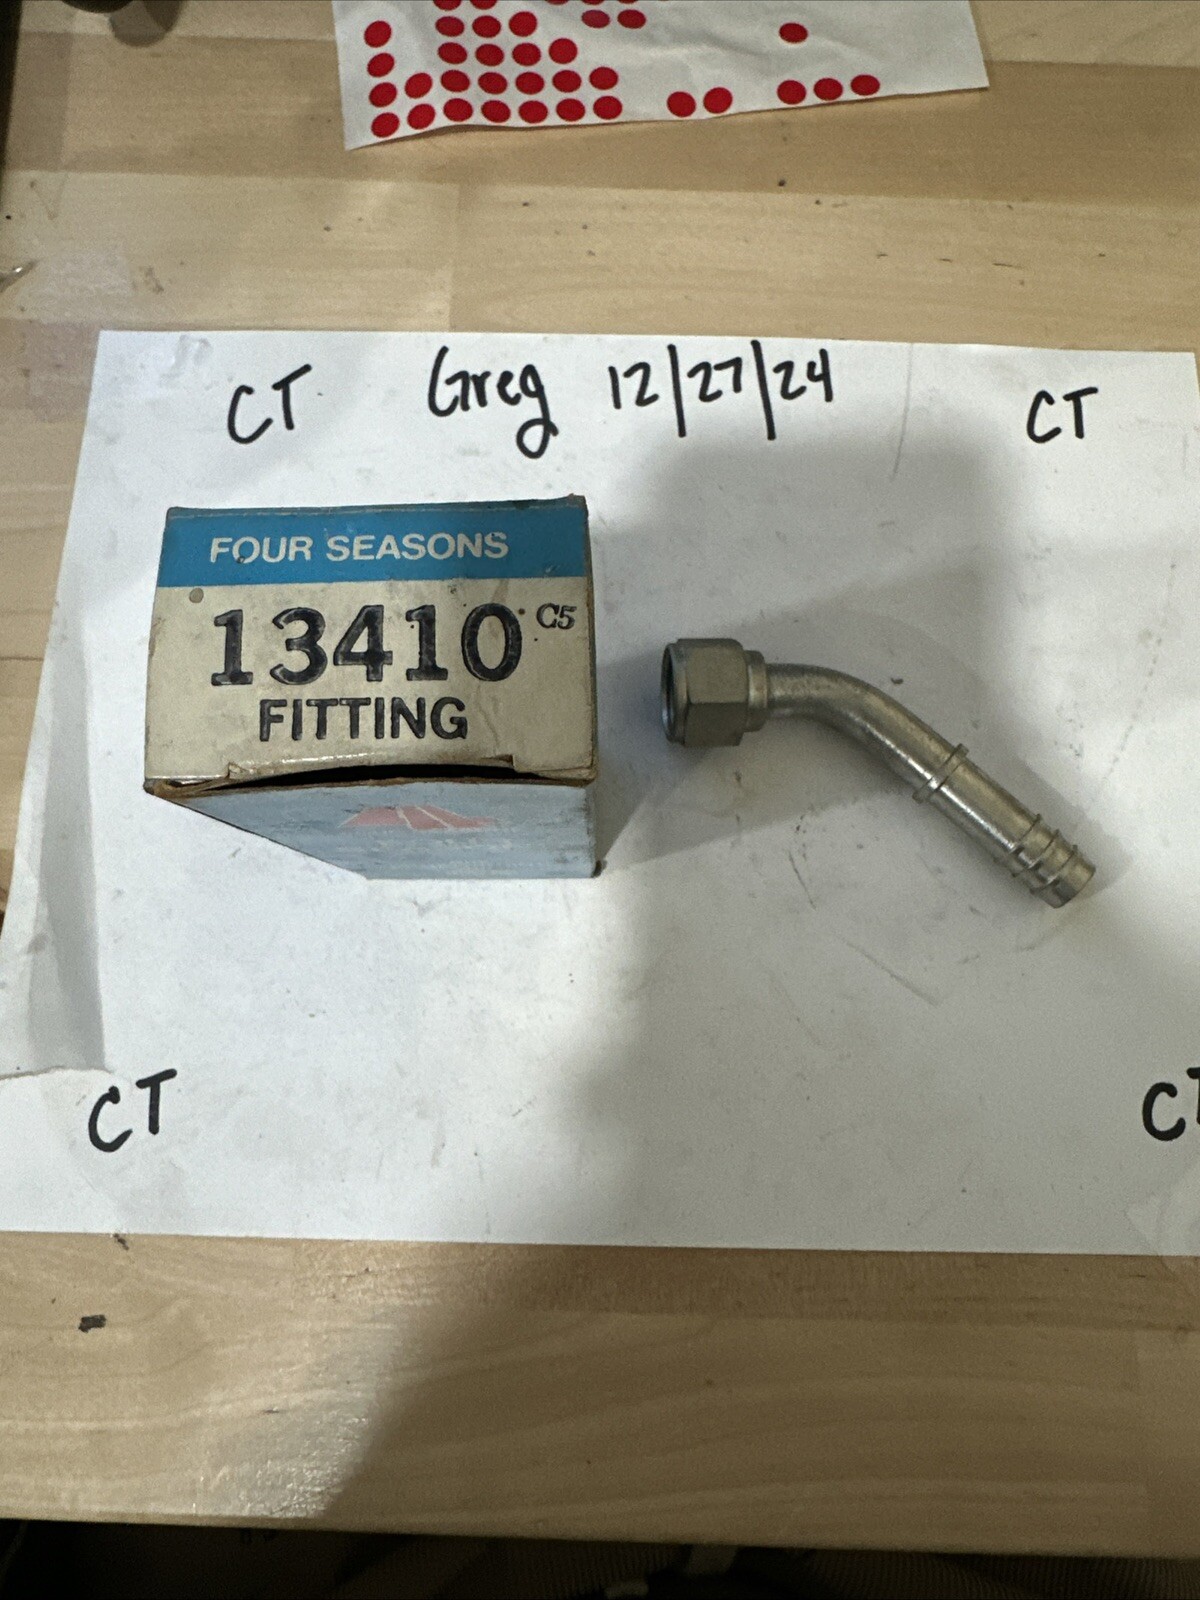 CT Greg 12/27/24 CT
FOUR SEASONS
13410 C5
FITTING
CT
CT